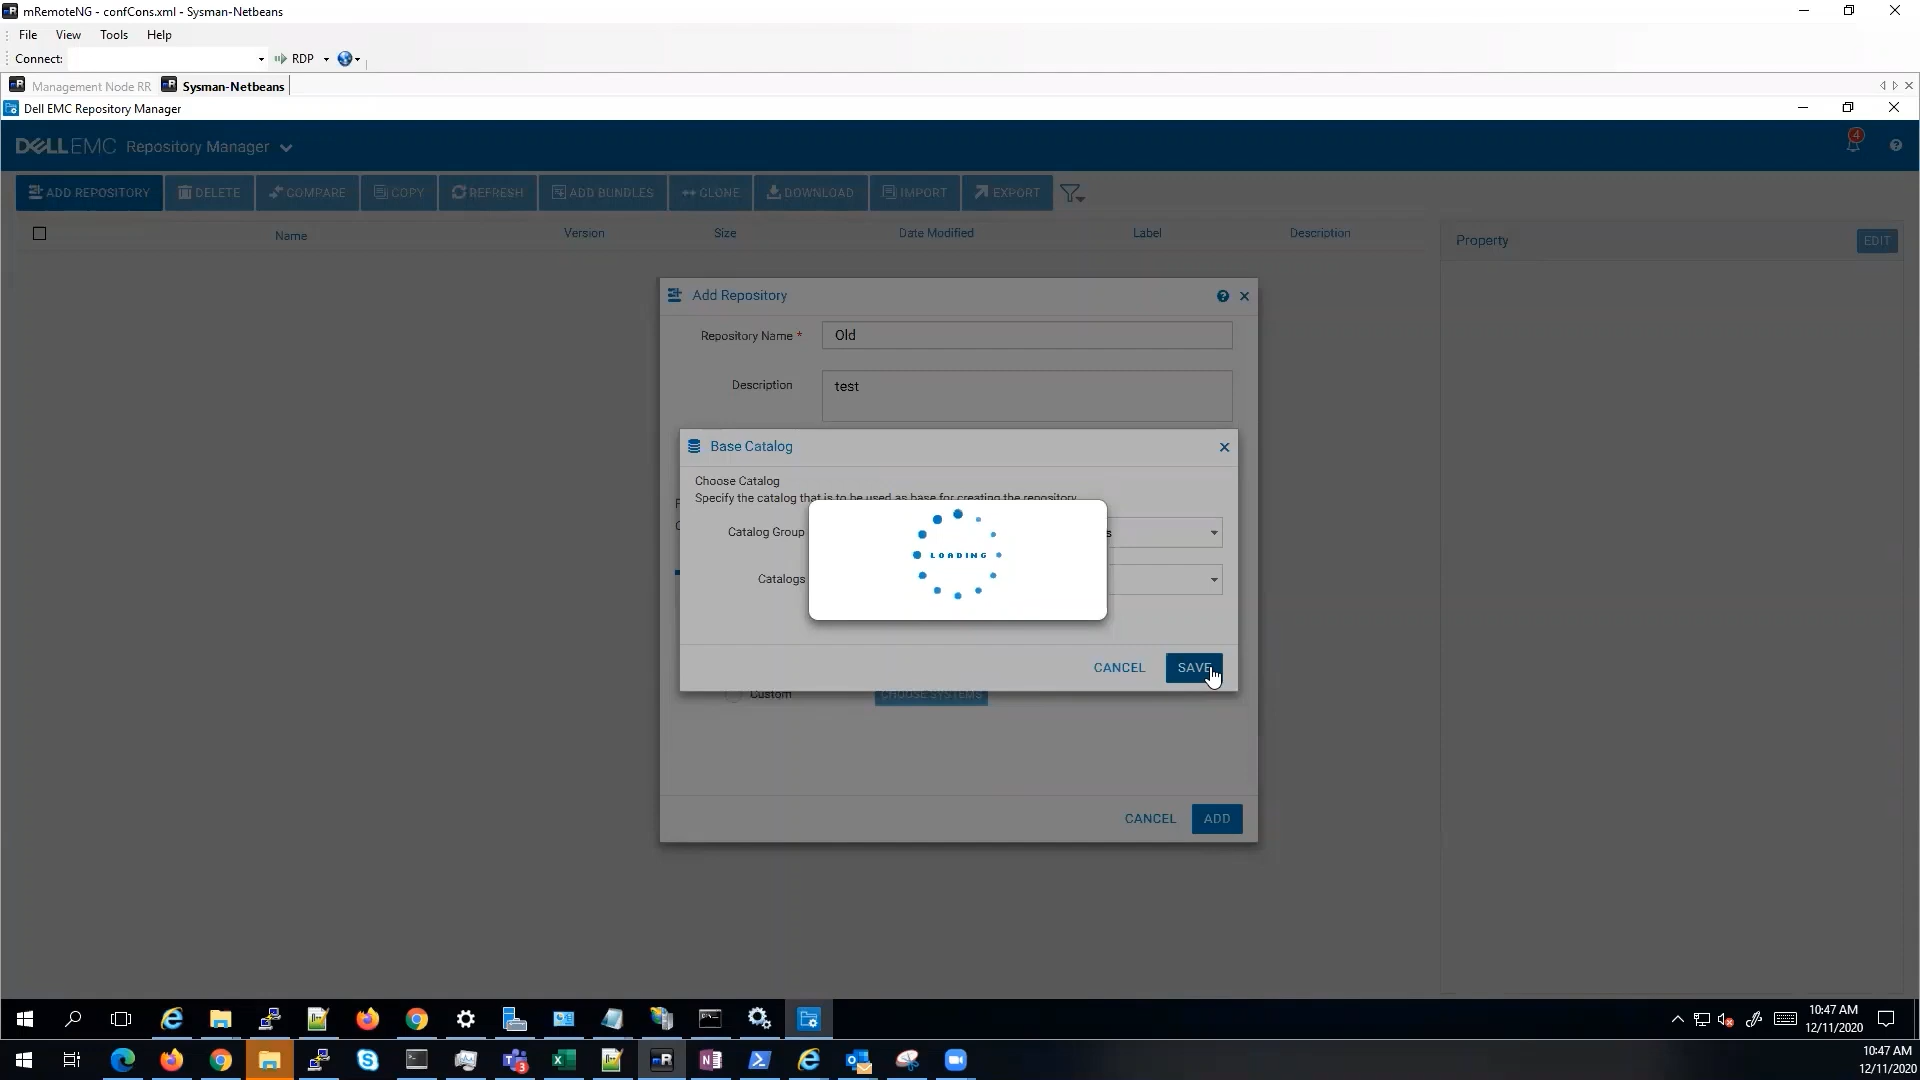 mRemoteNG - confCons.xml - Sysman-Netbeans
File View Tools Help
Connect: RDP
Management Node RR Sysman-Netbeans
Dell EMC Repository Manager
DELLEMC Repository Manager
4
ADD REPOSITORY DELETE COMPARE COPY REFRESH ADD BUNDLES CLONE DOWNLOAD IMPORT EXPORT
Name Version Size Date Modified Label Description
Property EDIT
Add Repository
Repository Name * Old
Description test
Base Catalog
Choose Catalog
Specify the catalog that is to be used as base for creating the repository
Catalog Group s
LOADING
Catalogs
CANCEL SAVE
Custom CHOOSE SYSTEMS
CANCEL ADD
10:47 AM
12/11/2020
10:47 AM
12/11/2020